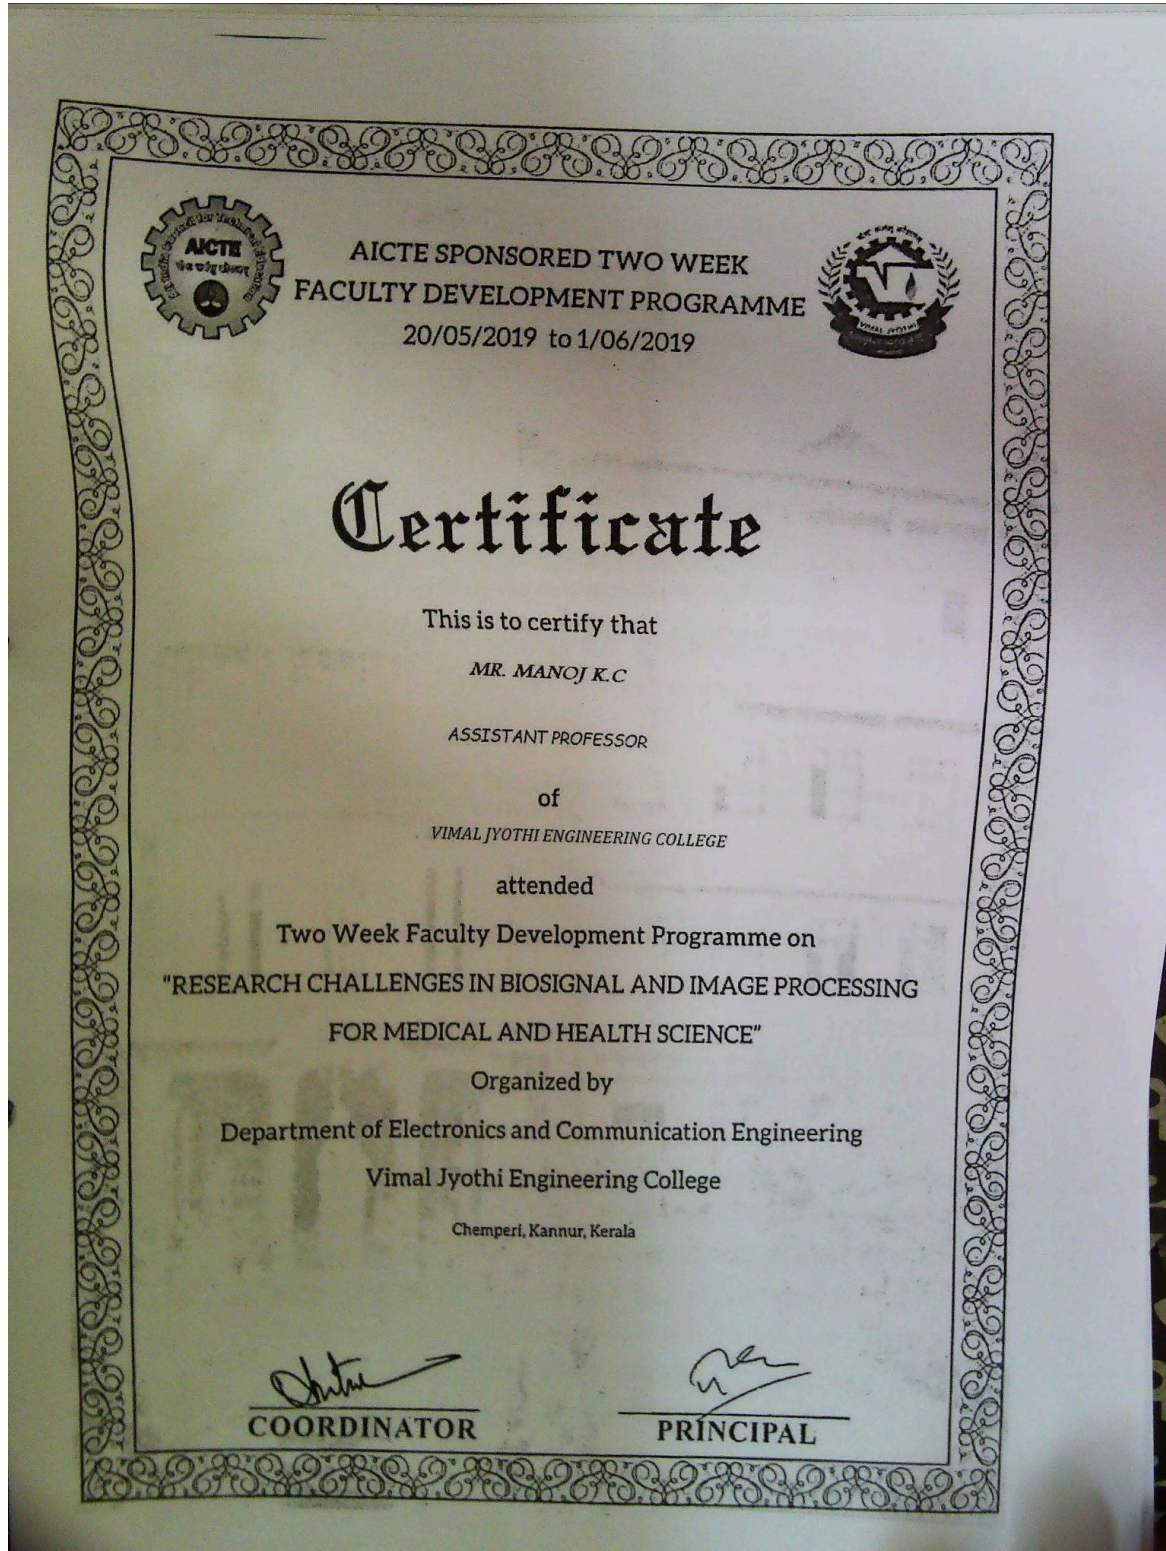 AICTE
AICTE SPONSORED TWO WEEK
FACULTY DEVELOPMENT PROGRAMME
20/05/2019 to 1/06/2019
VIMAL JYOTHI
Certificate
This is to certify that
MR. MANOJ K.C
ASSISTANT PROFESSOR
of
VIMAL JYOTHI ENGINEERING COLLEGE
attended
Two Week Faculty Development Programme on
"RESEARCH CHALLENGES IN BIOSIGNAL AND IMAGE PROCESSING
FOR MEDICAL AND HEALTH SCIENCE”
Organized by
Department of Electronics and Communication Engineering
Vimal Jyothi Engineering College
Chemperi, Kannur, Kerala
COORDINATOR
PRINCIPAL